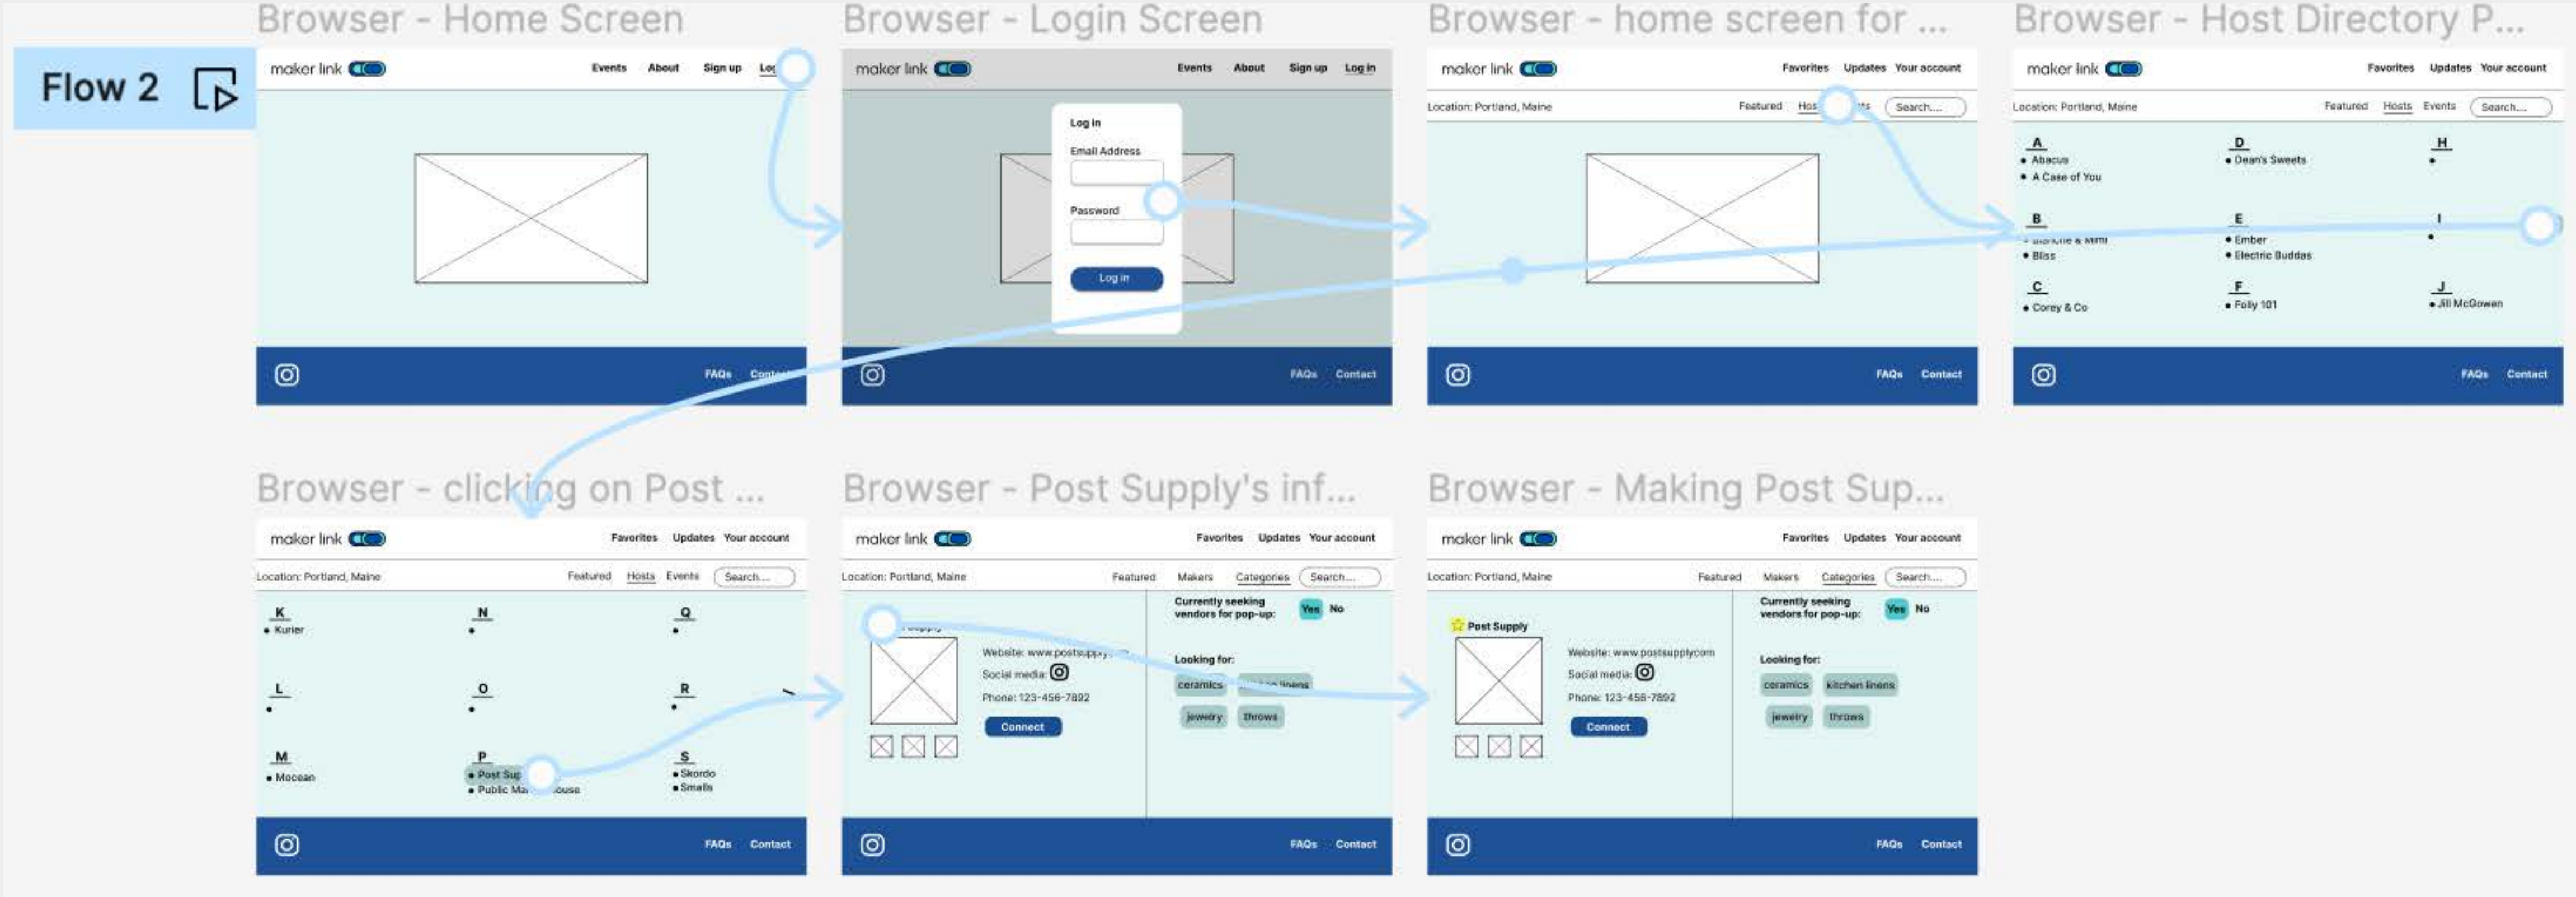 Browser - Home Screen
Browser - Login Screen
Browser - home screen for ...
Browser - Host Directory P...
Flow 2
maker link
Events About Sign up
maker link
Events About Sign up Log in
Log in
Email Address
Password
Log in
maker link
Favorites Updates Your account
Location: Portland, Maine
Featured Search....
maker link
Favorites Updates Your account
Location: Portland, Maine
Featured Hosts Events Search....
A
• Abacus
• A Case of You
D
• Dean's Sweets
H
•
B
• Bliss
E
• Ember
• Electric Buddas
I
•
C
• Corey & Co
F
• Folly 101
J
• Jill McGowan
FAQs Contact
FAQs Contact
FAQs Contact
FAQs Contact
Browser - clicking on Post ...
Browser - Post Supply's inf...
Browser - Making Post Sup...
maker link
Favorites Updates Your account
Location: Portland, Maine
Featured Hosts Events Search....
K
• Kurier
N
•
Q
•
L
•
O
•
R
•
M
• Mocean
P
• Post Sup
• Public Ma ouse
S
• Skordo
• Smalls
FAQs Contact
maker link
Favorites Updates Your account
Location: Portland, Maine
Featured Makers Categories Search....
Website: www.postsupply
Social media:
Phone: 123-456-7892
Connect
Currently seeking
vendors for pop-up: Yes No
Looking for:
ceramics linens
jewelry throws
FAQs Contact
maker link
Favorites Updates Your account
Location: Portland, Maine
Featured Makers Categories Search....
Post Supply
Website: www.postsupplycom
Social media:
Phone: 123-456-7892
Connect
Currently seeking
vendors for pop-up: Yes No
Looking for:
ceramics kitchen linens
jewelry throws
FAQs Contact